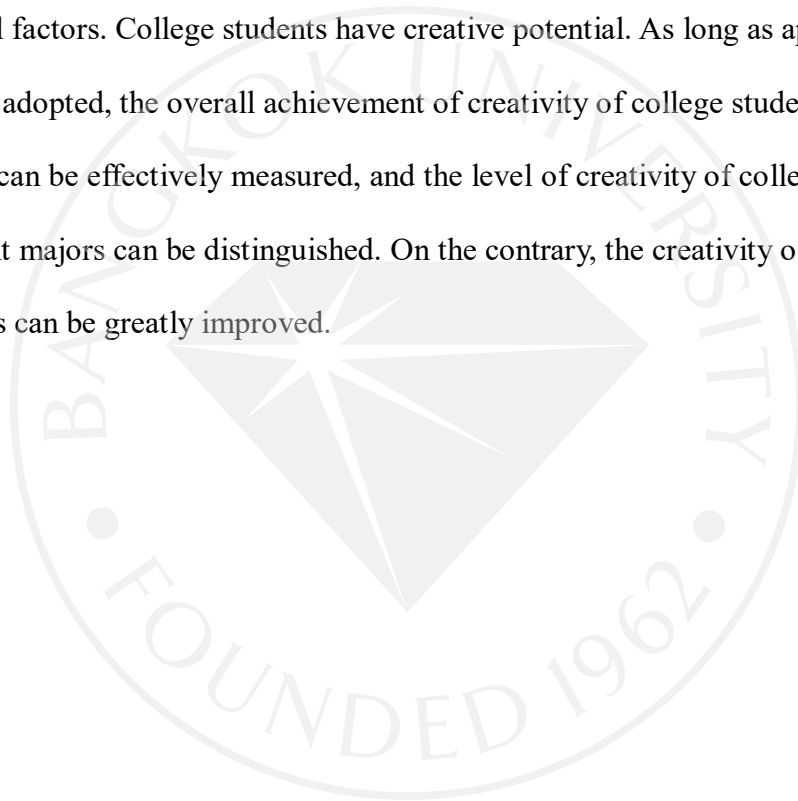 l factors. College students have creative potential. As long as a
adopted, the overall achievement of creativity of college stude
can be effectively measured, and the level of creativity of colle
t majors can be distinguished. On the contrary, the creativity o
s can be greatly improved.
BANGKOK UNIVERSITY
FOUNDED 1962